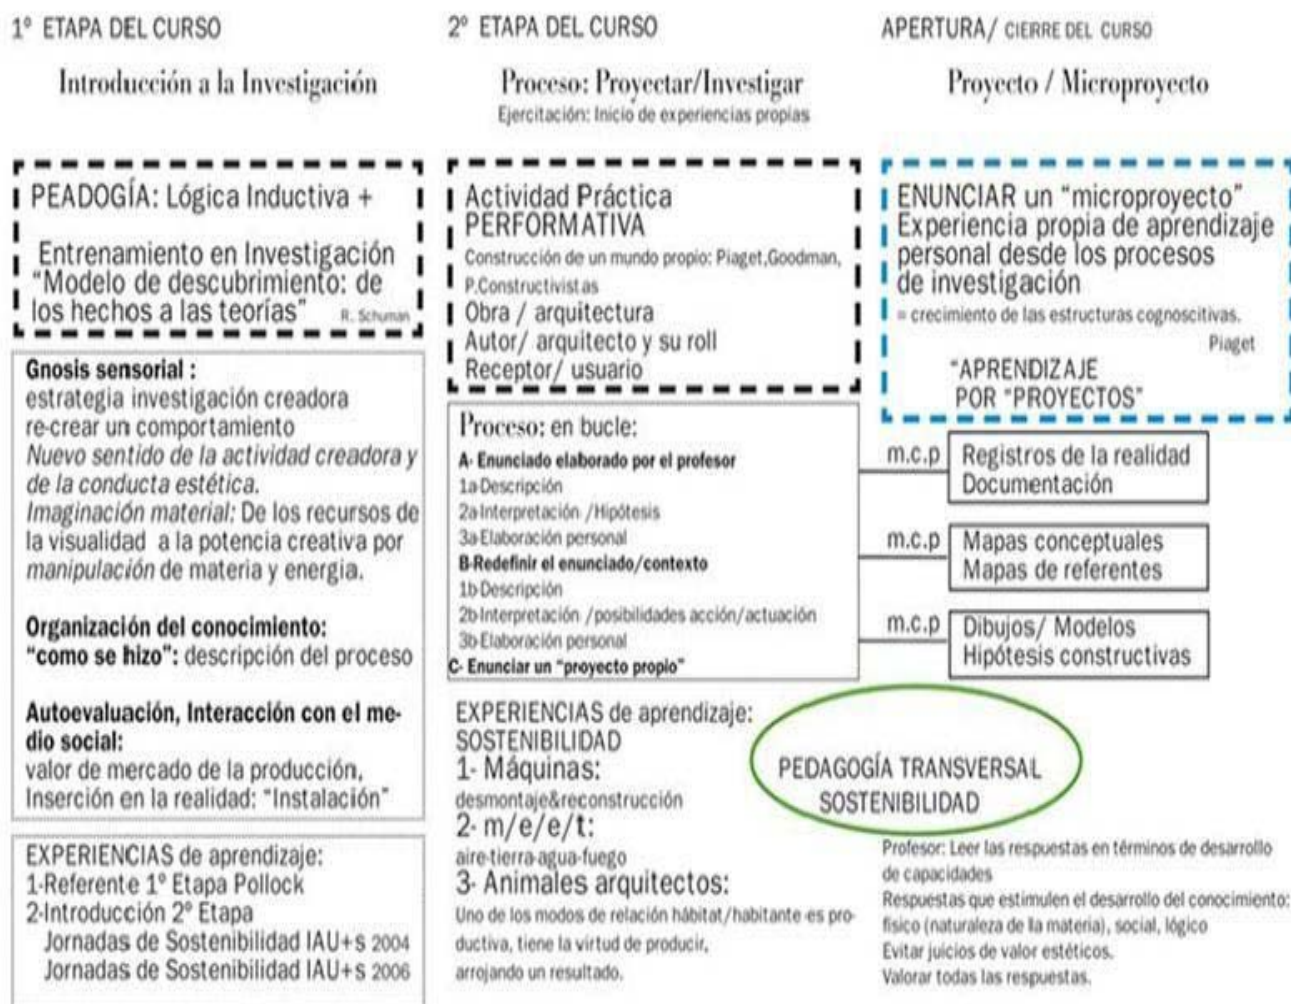 1º ETAPA DEL CURSO
Introducción a la Investigación
PEADOGÍA: Lógica Inductiva +
Entrenamiento en Investigación
“Modelo de descubrimiento: de
los hechos a las teorías” R. Schuman
Gnosis sensorial :
estrategia investigación creadora
re-crear un comportamiento
Nuevo sentido de la actividad creadora y
de la conducta estética.
Imaginación material: De los recursos de
la visualidad a la potencia creativa por
manipulación de materia y energia.
Organización del conocimiento:
“como se hizo”: descripción del proceso
Autoevaluación, Interacción con el me-
dio social:
valor de mercado de la producción,
Inserción en la realidad: “Instalación”
EXPERIENCIAS de aprendizaje:
1-Referente 1º Etapa Pollock
2-Introducción 2º Etapa
Jornadas de Sostenibilidad IAU+s 2004
Jornadas de Sostenibilidad IAU+s 2006
2º ETAPA DEL CURSO
Proceso: Proyectar/Investigar
Ejercitación: Inicio de experiencias propias
Actividad Práctica
PERFORMATIVA
Construcción de un mundo propio: Piaget,Goodman,
P.Constructivistas
Obra / arquitectura
Autor/ arquitecto y su roll
Receptor/ usuario
Proceso: en bucle:
A- Enunciado elaborado por el profesor
1a-Descripción
2a-Interpretación /Hipótesis
3a-Elaboración personal
B-Redefinir el enunciado/contexto
1b-Descripción
2b-Interpretación /posibilidades acción/actuación
3b-Elaboración personal
C- Enunciar un “proyecto propio”
EXPERIENCIAS de aprendizaje:
SOSTENIBILIDAD
1- Máquinas:
desmontaje&reconstrucción
2- m/e/e/t:
aire-tierra-agua-fuego
3- Animales arquitectos:
Uno de los modos de relación hábitat/habitante es pro-
ductiva, tiene la virtud de producir,
arrojando un resultado.
APERTURA/ CIERRE DEL CURSO
Proyecto / Microproyecto
ENUNCIAR un “microproyecto”
Experiencia propia de aprendizaje
personal desde los procesos
de investigación
= crecimiento de las estructuras cognoscitivas.
Piaget
“APRENDIZAJE
POR “PROYECTOS”
m.c.p Registros de la realidad
Documentación
m.c.p Mapas conceptuales
Mapas de referentes
m.c.p Dibujos/ Modelos
Hipótesis constructivas
PEDAGOGÍA TRANSVERSAL
SOSTENIBILIDAD
Profesor: Leer las respuestas en términos de desarrollo
de capacidades
Respuestas que estimulen el desarrollo del conocimiento:
físico (naturaleza de lla materia), social, lógico
Evitar juicios de valor estéticos.
Valorar todas las respuestas.